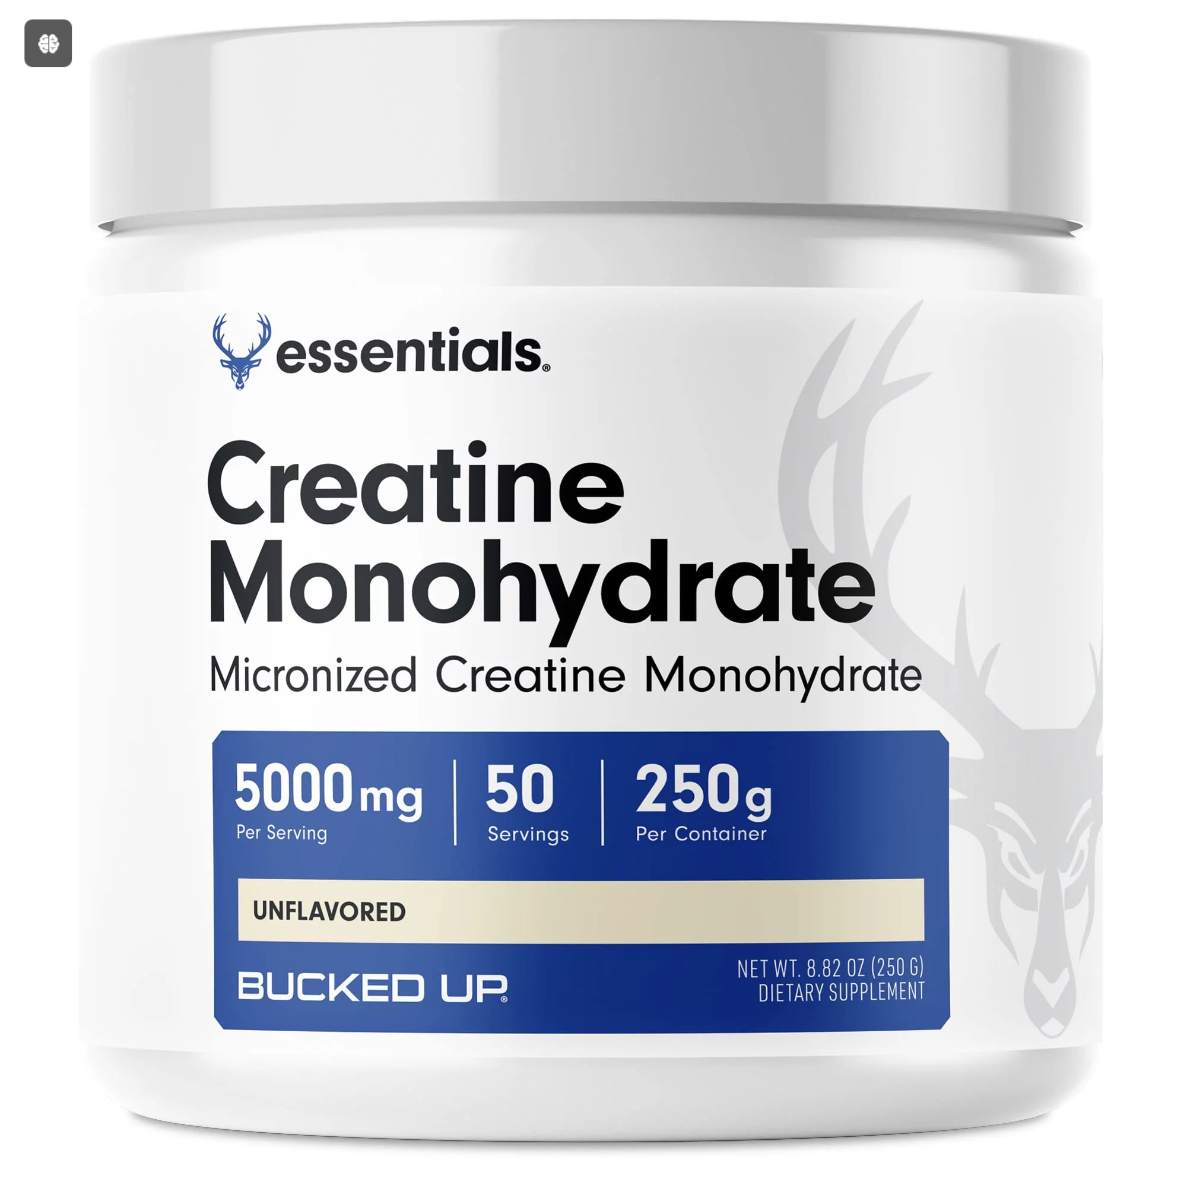 essentials®
Creatine
Monohydrate
Micronized Creatine Monohydrate
5000mg
Per Serving
50
Servings
250g
Per Container
UNFLAVORED
BUCKED UP®
NET WT. 8.82 OZ (250 G)
DIETARY SUPPLEMENT